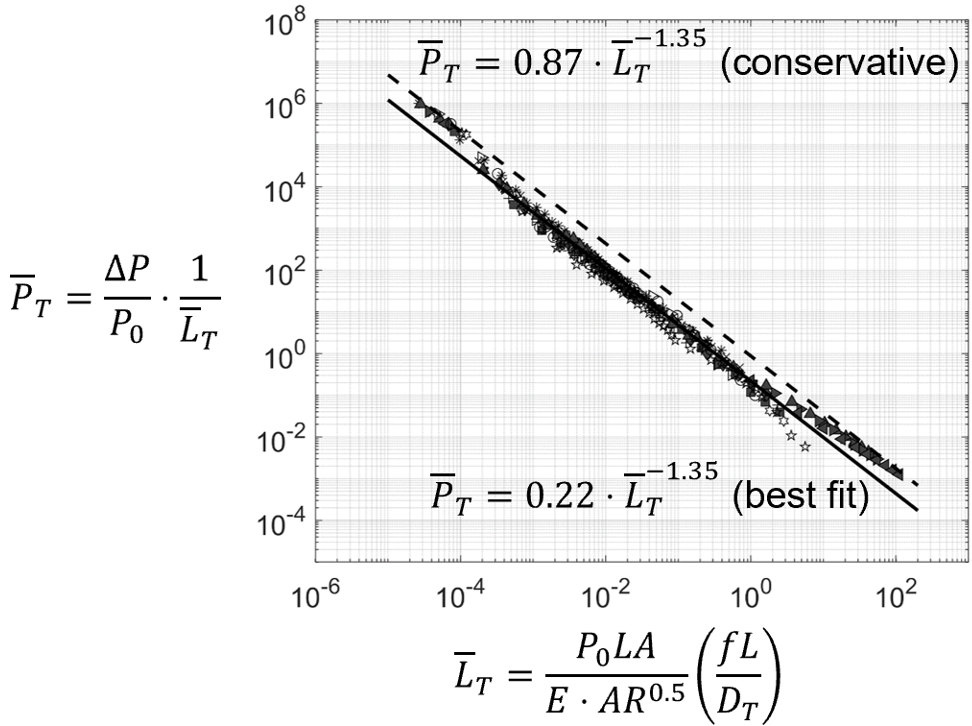 10^8
P̅_T = 0.87 · L̅_T^−1.35 (conservative)
10^6
10^4
10^2
P̅_T = ΔP/P_0 · 1/L̅_T
10^0
10^-2
P̅_T = 0.22 · L̅_T^−1.35 (best fit)
10^-4
10^-6 10^-4 10^-2 10^0 10^2
L̅_T = P_0LA/(E · AR^0.5) (fL/D_T)